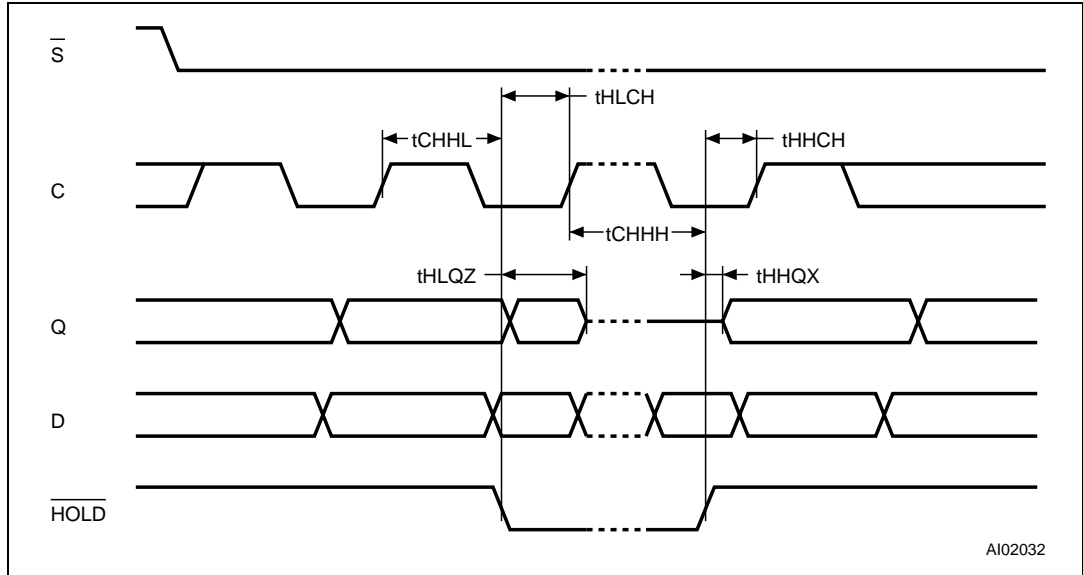 S
tHLCH
tCHHL
tHHCH
C
tCHHH
tHLQZ
tHHQX
Q
D
HOLD
AI02032